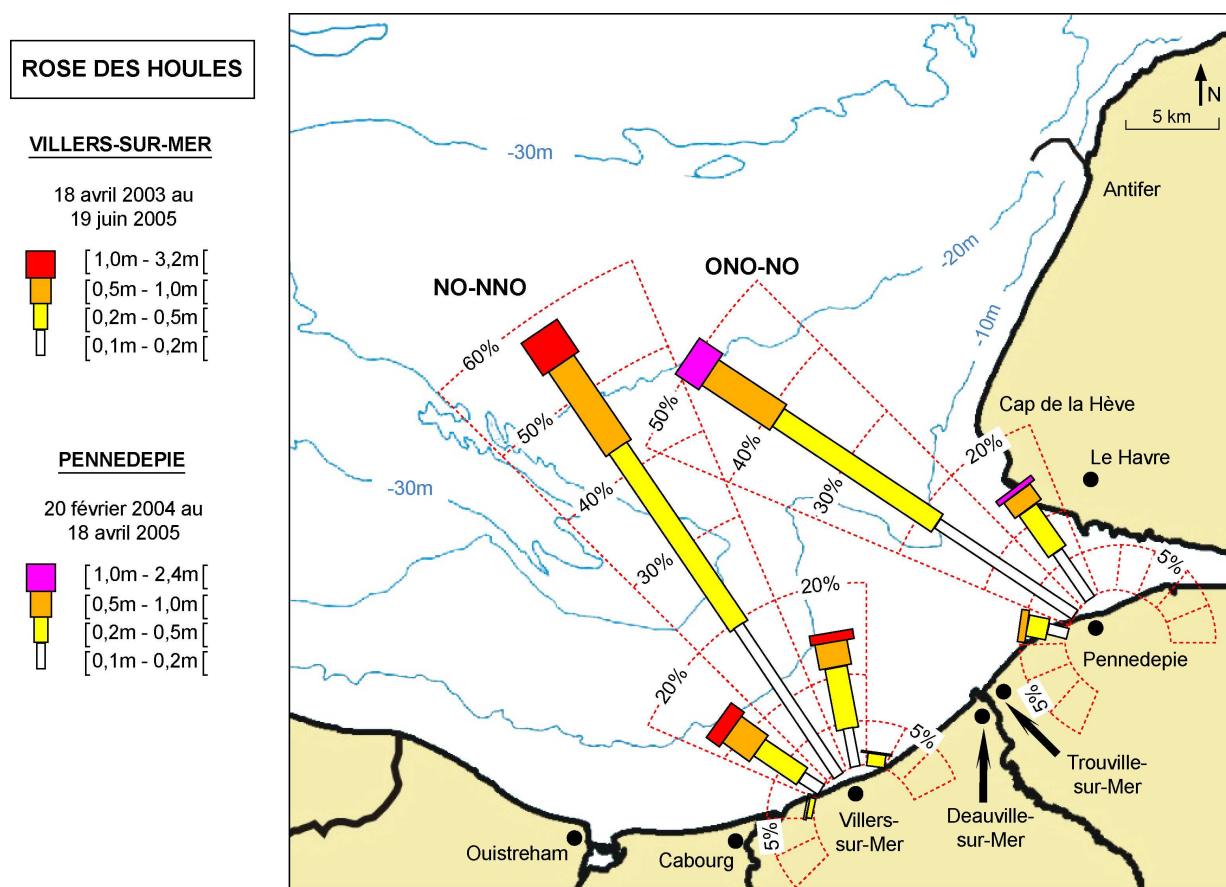 ROSE DES HOULES
VILLERS-SUR-MER
18 avril 2003 au
19 juin 2005
[ 1,0m - 3,2m [
[ 0,5m - 1,0m [
[ 0,2m - 0,5m [
[ 0,1m - 0,2m [
PENNEDEPIE
20 février 2004 au
18 avril 2005
[ 1,0m - 2,4m [
[ 0,5m - 1,0m [
[ 0,2m - 0,5m [
[ 0,1m - 0,2m [
N
5 km
-30m
Antifer
-20m
-10m
NO-NNO
ONO-NO
60%
50%
40%
30%
20%
50%
40%
30%
20%
Cap de la Hève
Le Havre
-30m
5%
20%
5%
5%
5%
Pennedepie
Trouville-
sur-Mer
Deauville-
sur-Mer
Villers-
sur-Mer
Cabourg
Ouistreham